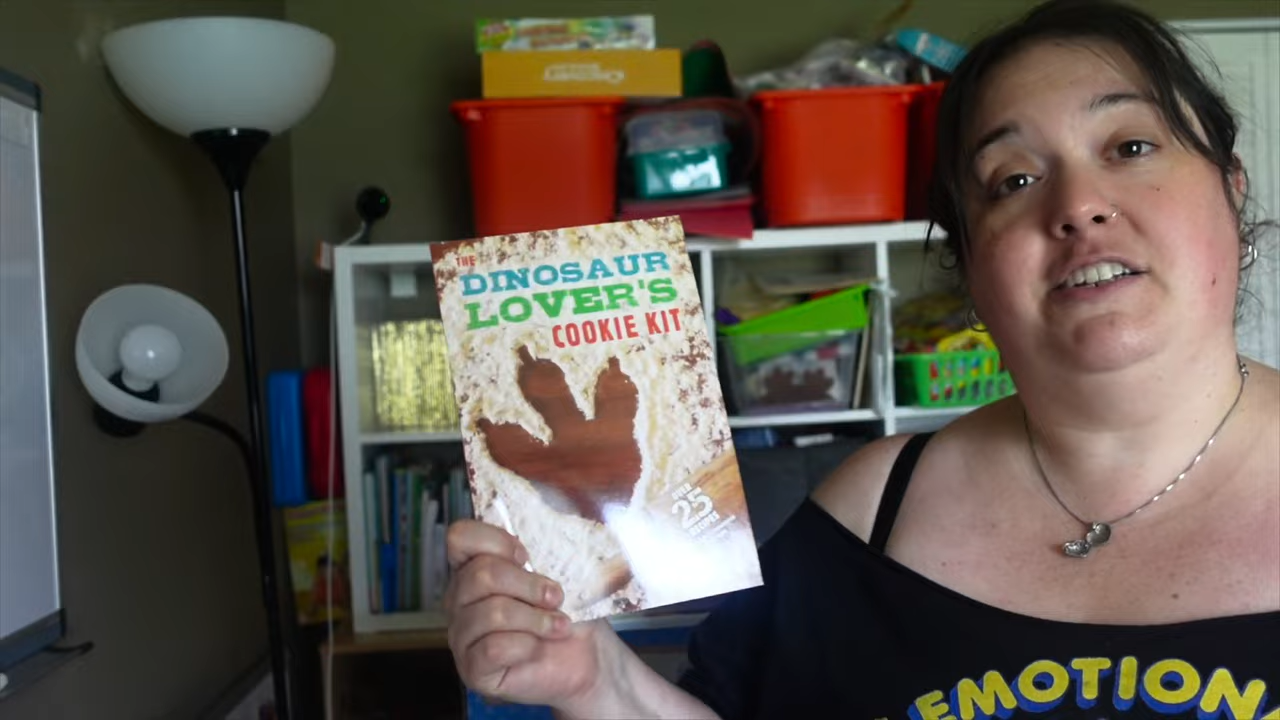 THE
DINOSAUR
LOVER'S
COOKIE KIT
OVER
25
RECIPES
EMOTION